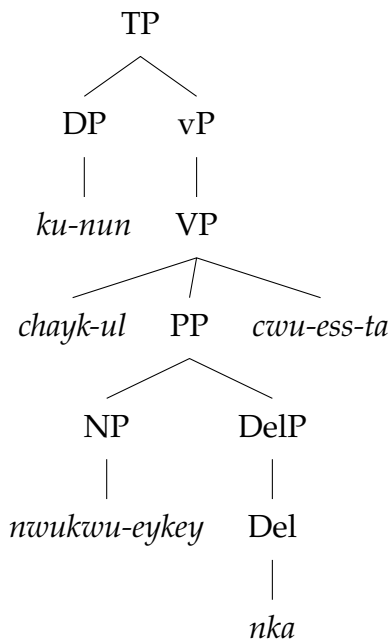 TP
DP vP
ku-nun VP
chayk-ul PP cwu-ess-ta
NP DelP
nwukwu-eykey Del
nka